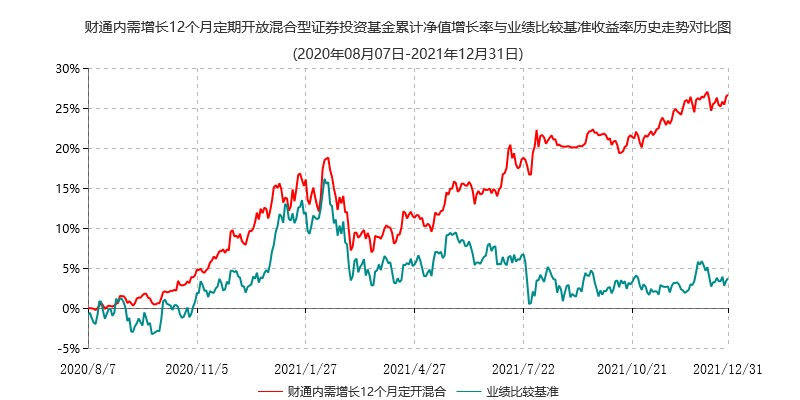 财通内需增长12个月定期开放混合型证券投资基金累计净值增长率与业绩比较基准收益率历史走势对比图
(2020年08月07日-2021年12月31日)
30%
25%
20%
15%
10%
5%
0%
-5%
2020/8/7 2020/11/5 2021/1/27 2021/4/27 2021/7/22 2021/10/21 2021/12/31
财通内需增长12个月定开混合 业绩比较基准